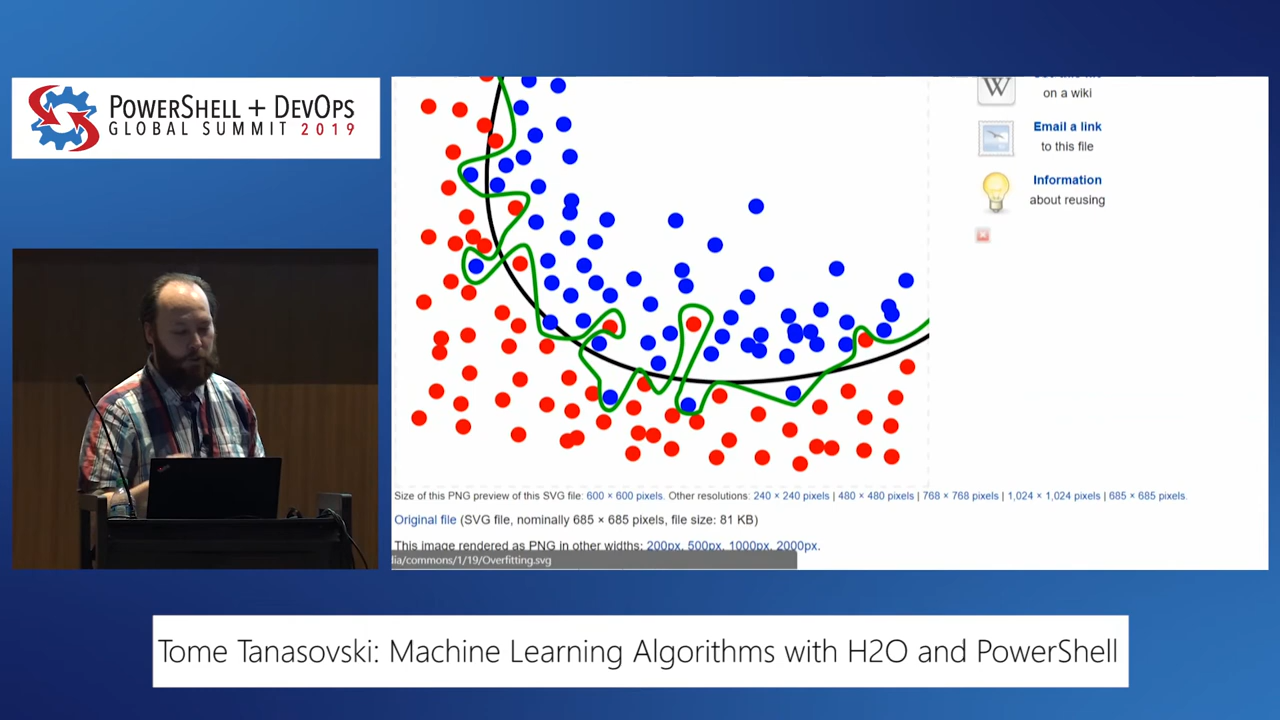 POWERSHELL + DEVOPS
GLOBAL SUMMIT 2019
W
on a wiki
Email a link
to this file
Information
about reusing
Size of this PNG preview of this SVG file: 600 × 600 pixels. Other resolutions: 240 × 240 pixels | 480 × 480 pixels | 768 × 768 pixels | 1,024 × 1,024 pixels | 685 × 685 pixels.
Original file (SVG file, nominally 685 × 685 pixels, file size: 81 KB)
This image rendered as PNG in other widths: 200px, 500px, 1000px, 2000px.
dia/commons/1/19/Overfitting.svg
Tome Tanasovski: Machine Learning Algorithms with H2O and PowerShell